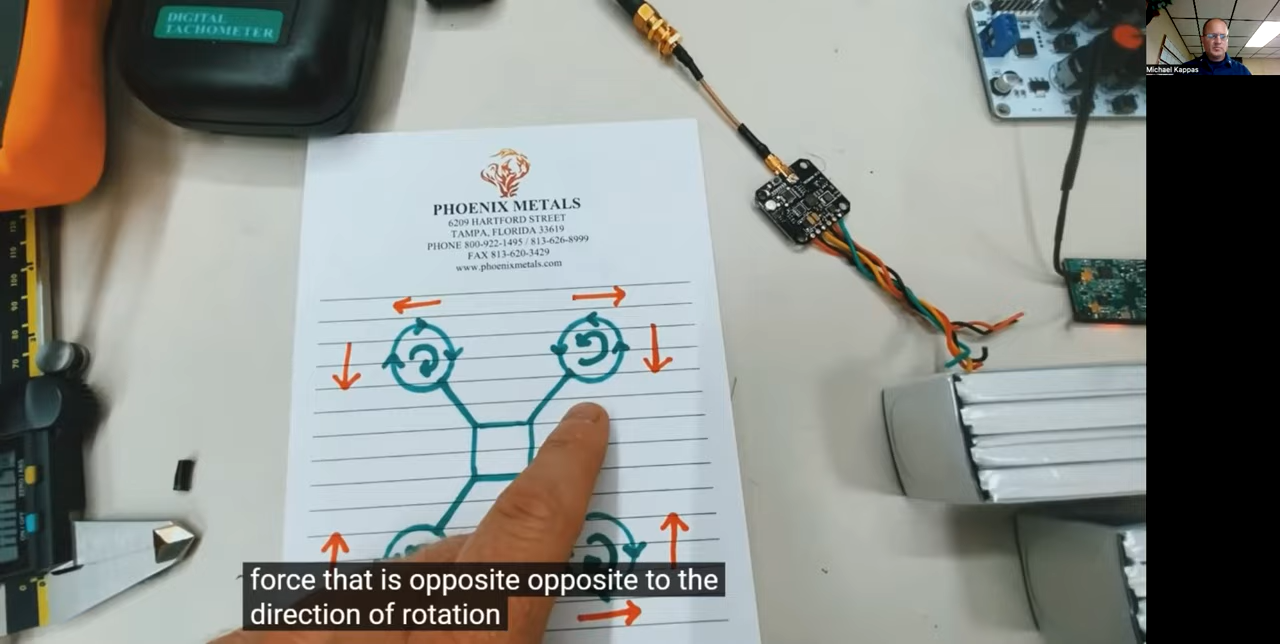 DIGITAL
TACHOMETER
Michael Kappas
PHOENIX METALS
6209 HARTFORD STREET
TAMPA, FLORIDA 33619
PHONE 800-922-1495 / 813-626-8999
FAX 813-620-3429
www.phoenixmetals.com
force that is opposite opposite to the
direction of rotation